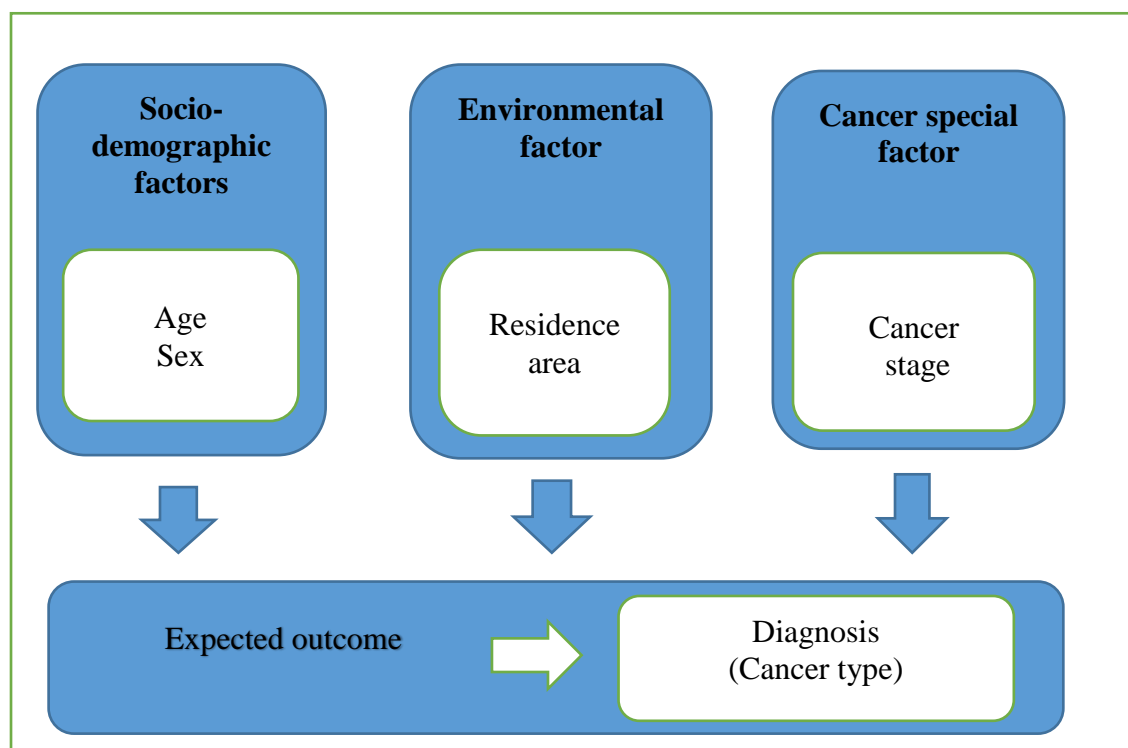 Socio-
demographic
factors
Age
Sex
Environmental
factor
Residence
area
Cancer special
factor
Cancer
stage
Expected outcome
Diagnosis
(Cancer type)